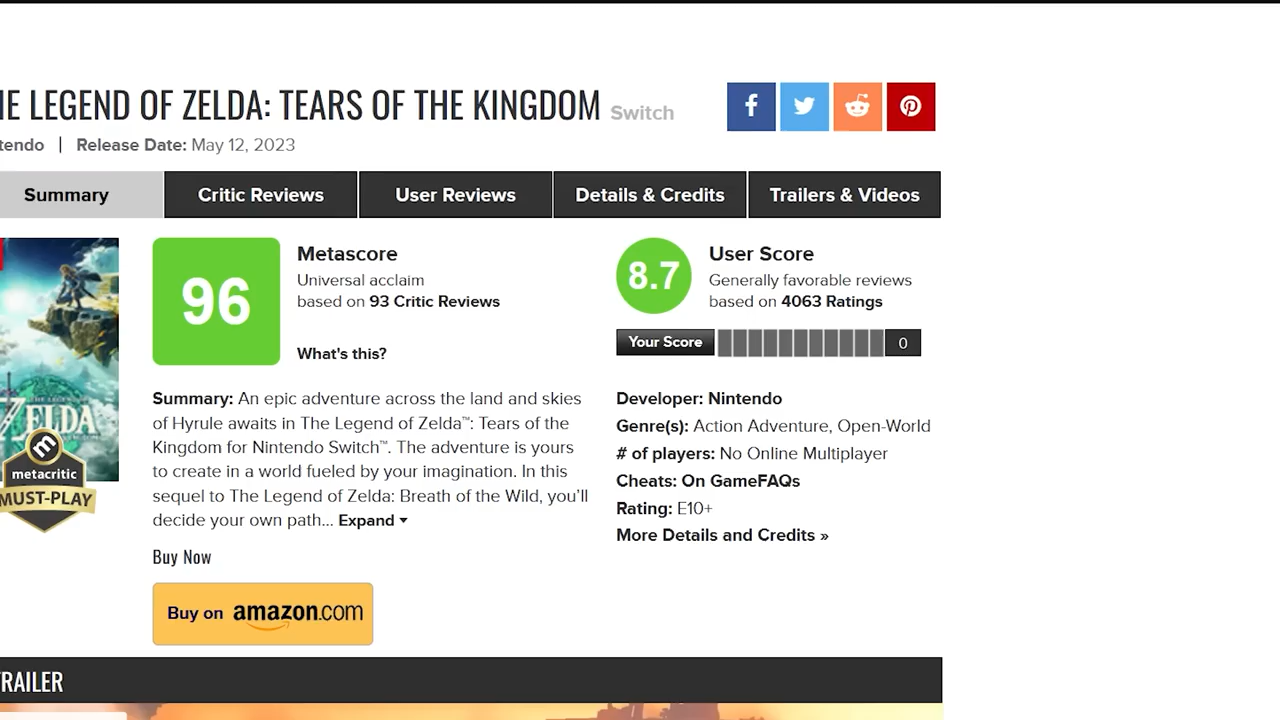 HE LEGEND OF ZELDA: TEARS OF THE KINGDOM Switch
tendo | Release Date: May 12, 2023
Summary Critic Reviews User Reviews Details & Credits Trailers & Videos
96
Metascore
Universal acclaim
based on 93 Critic Reviews
What's this?
8.7
User Score
Generally favorable reviews
based on 4063 Ratings
Your Score 0
ZELDA
metacritic
MUST-PLAY
Summary: An epic adventure across the land and skies
of Hyrule awaits in The Legend of Zelda™: Tears of the
Kingdom for Nintendo Switch™. The adventure is yours
to create in a world fueled by your imagination. In this
sequel to The Legend of Zelda: Breath of the Wild, you'll
decide your own path... Expand
Buy Now
Buy on amazon.com
Developer: Nintendo
Genre(s): Action Adventure, Open-World
# of players: No Online Multiplayer
Cheats: On GameFAQs
Rating: E10+
More Details and Credits »
TRAILER